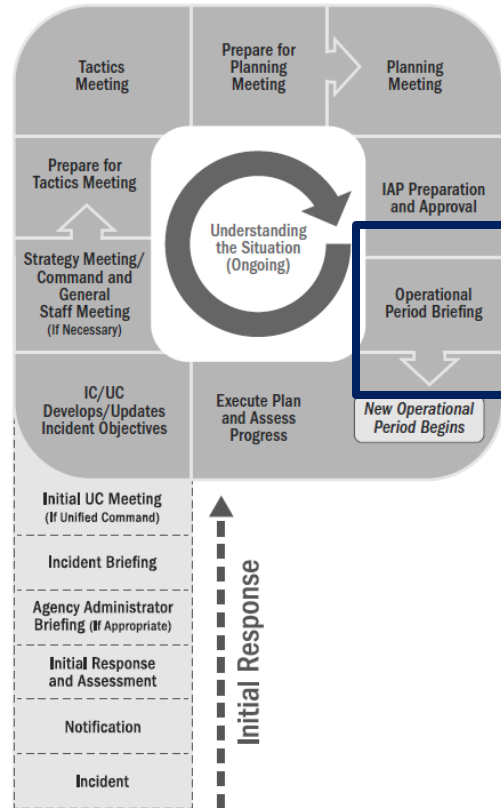 Tactics
Meeting
Prepare for
Planning
Meeting
Planning
Meeting
Prepare for
Tactics Meeting
IAP Preparation
and Approval
Understanding
the Situation
(Ongoing)
Strategy Meeting/
Command and
General
Staff Meeting
(If Necessary)
Operational
Period Briefing
IC/UC
Develops/Updates
Incident Objectives
Execute Plan
and Assess
Progress
New Operational
Period Begins
Initial UC Meeting
(If Unified Command)
Incident Briefing
Agency Administrator
Briefing (If Appropriate)
Initial Response
and Assessment
Notification
Incident
Initial Response